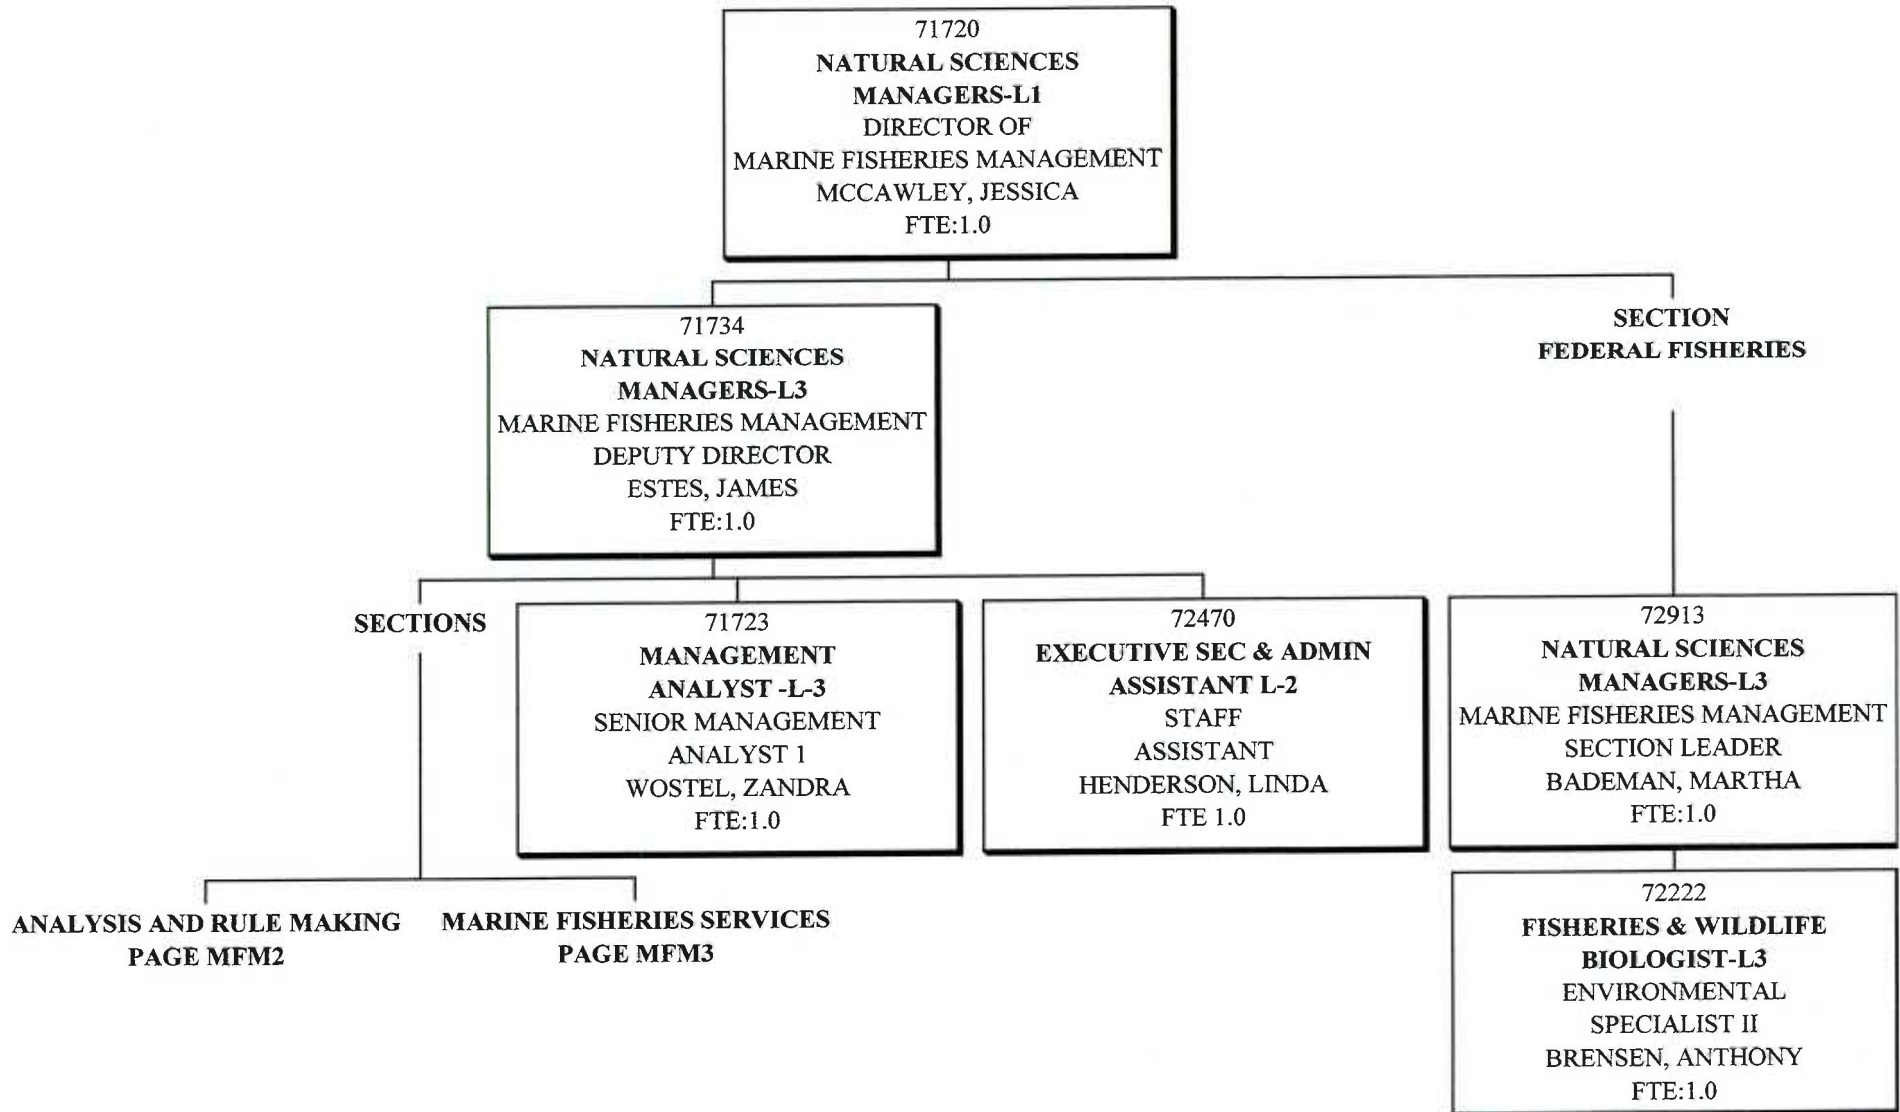 71720
NATURAL SCIENCES
MANAGERS-L1
DIRECTOR OF
MARINE FISHERIES MANAGEMENT
MCCAWLEY, JESSICA
FTE:1.0
71734
NATURAL SCIENCES
MANAGERS-L3
MARINE FISHERIES MANAGEMENT
DEPUTY DIRECTOR
ESTES, JAMES
FTE:1.0
SECTION
FEDERAL FISHERIES
SECTIONS
71723
MANAGEMENT
ANALYST -L-3
SENIOR MANAGEMENT
ANALYST 1
WOSTEL, ZANDRA
FTE:1.0
72470
EXECUTIVE SEC & ADMIN
ASSISTANT L-2
STAFF
ASSISTANT
HENDERSON, LINDA
FTE 1.0
72913
NATURAL SCIENCES
MANAGERS-L3
MARINE FISHERIES MANAGEMENT
SECTION LEADER
BADEMAN, MARTHA
FTE:1.0
ANALYSIS AND RULE MAKING
PAGE MFM2
MARINE FISHERIES SERVICES
PAGE MFM3
72222
FISHERIES & WILDLIFE
BIOLOGIST-L3
ENVIRONMENTAL
SPECIALIST II
BRENSEN, ANTHONY
FTE:1.0